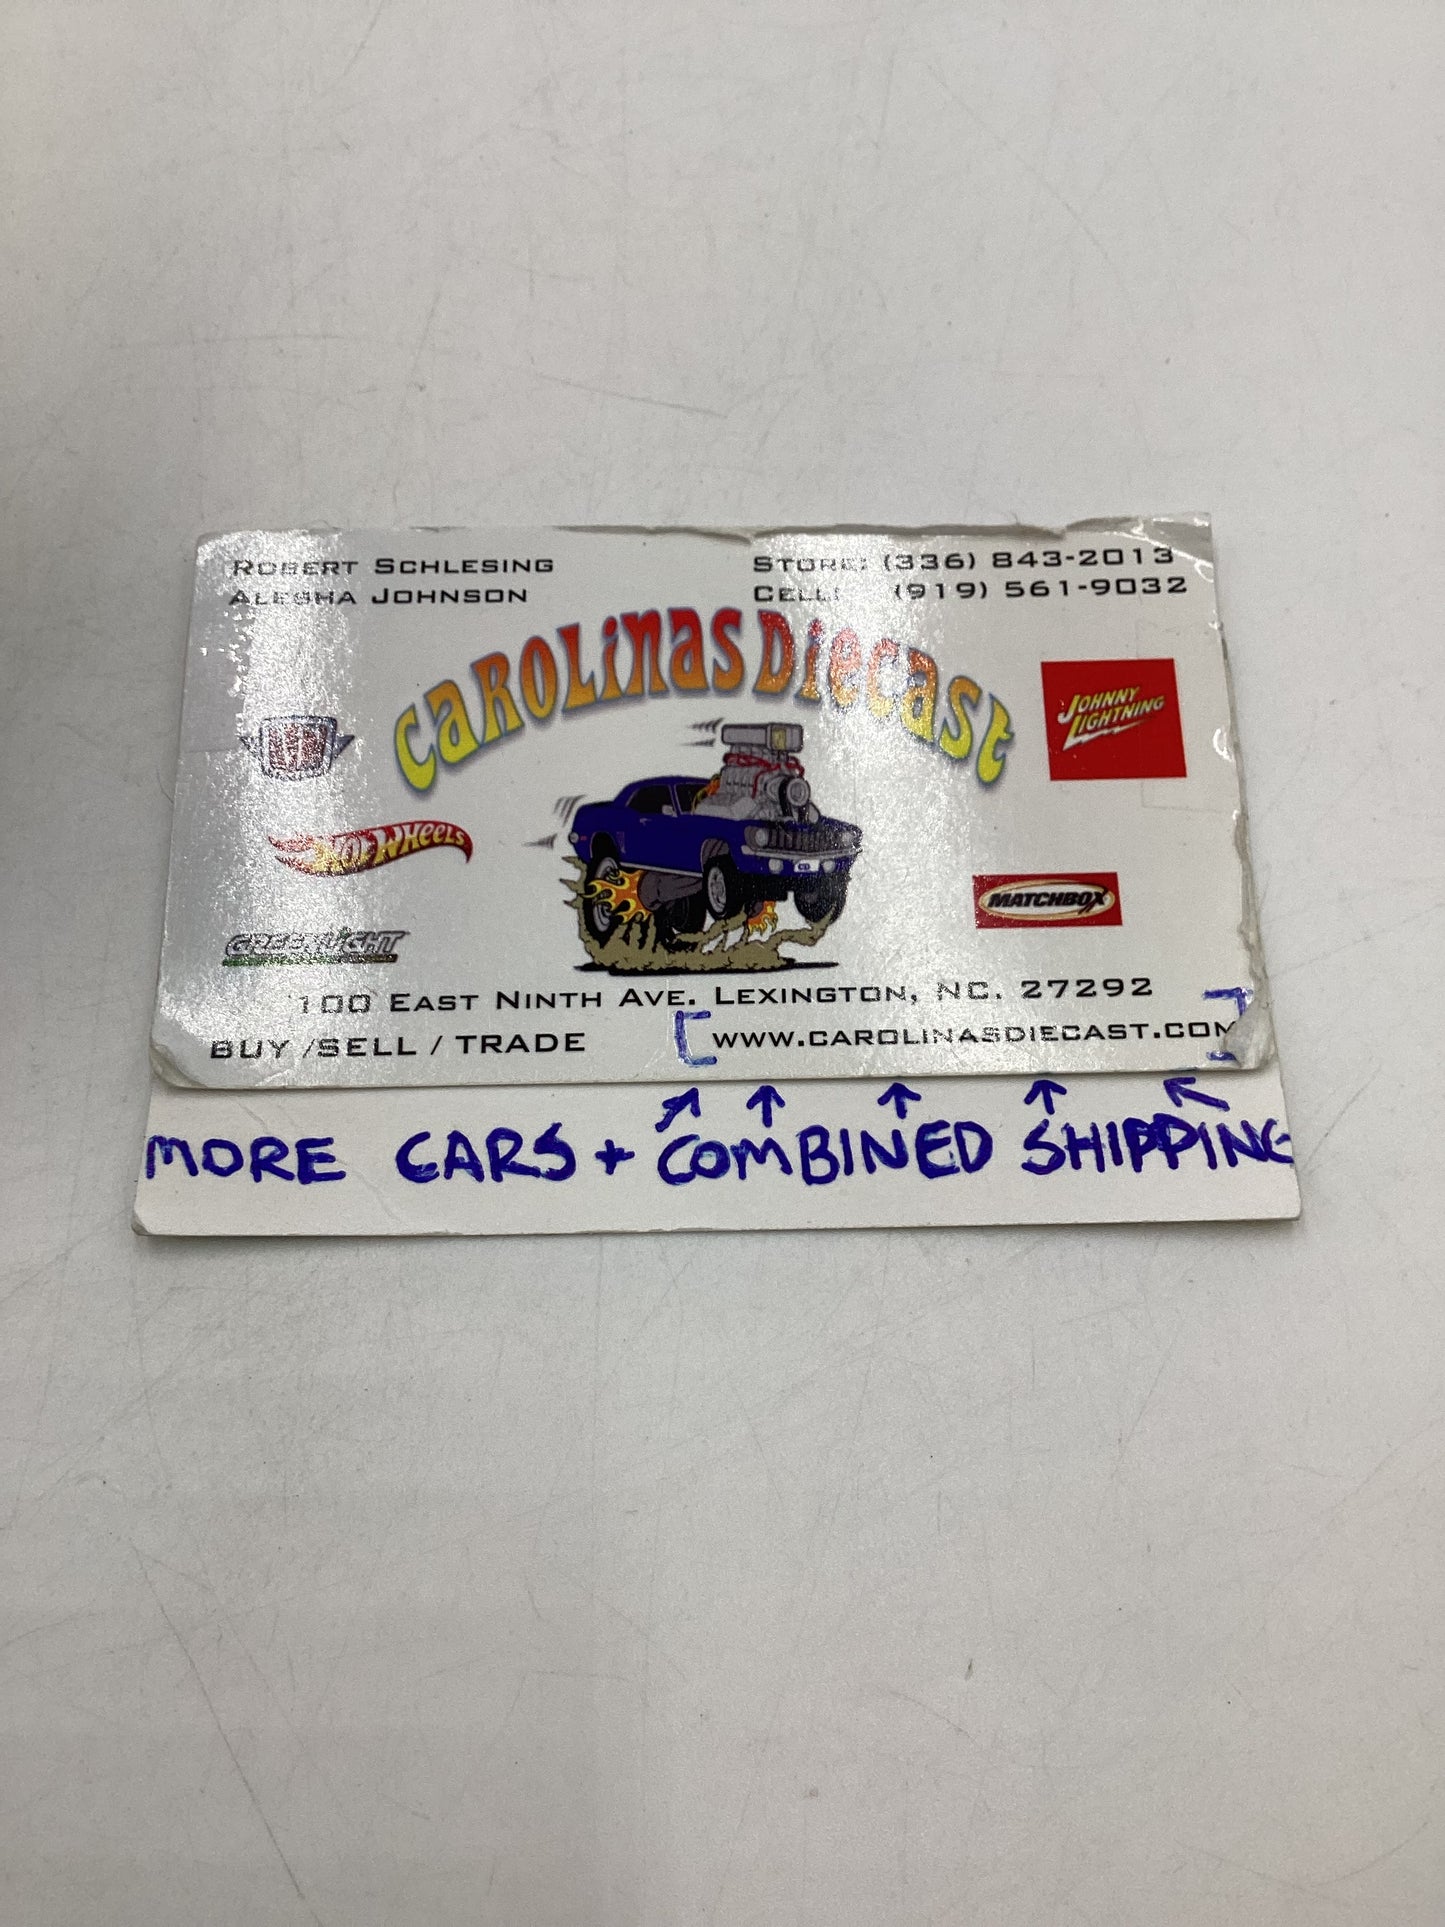 ROBERT SCHLESING
ALESHA JOHNSON
STORE: (336) 843-2013
CELL: (919) 561-9032
CAROLINAS DIECAST
JOHNNY
LIGHTNING
HOT WHEELS
MATCHBOX
GREENLIGHT
100 EAST NINTH AVE. LEXINGTON, NC. 27292
BUY /SELL / TRADE
[WWW.CAROLINASDIECAST.COM]
↗ ↑ ↑ ↑ ↖
MORE CARS + COMBINED SHIPPING